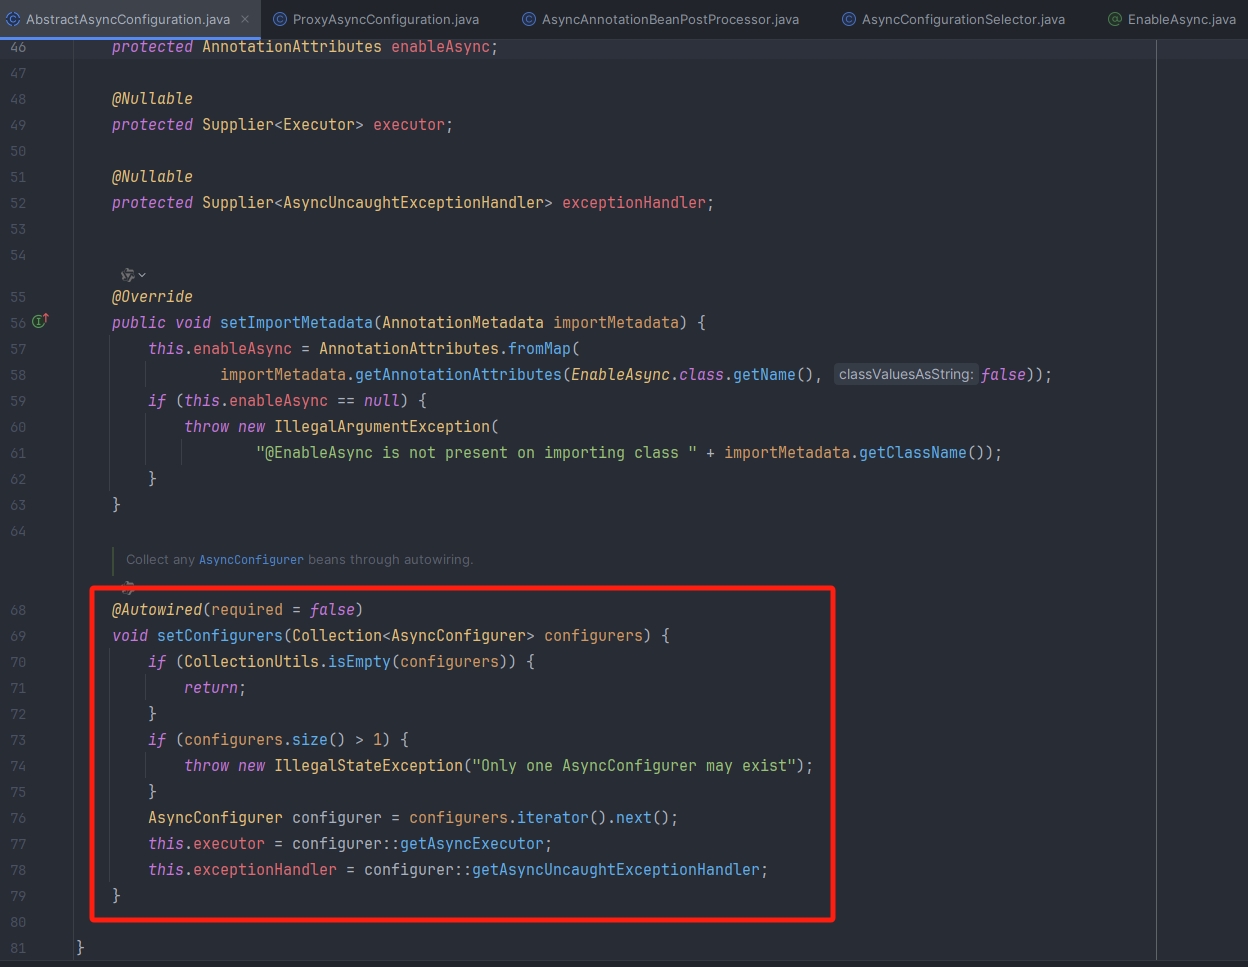 AbstractAsyncConfiguration.java × ProxyAsyncConfiguration.java AsyncAnnotationBeanPostProcessor.java AsyncConfigurationSelector.java EnableAsync.java
46 protected AnnotationAttributes enableAsync;
47
48 @Nullable
49 protected Supplier<Executor> executor;
50
51 @Nullable
52 protected Supplier<AsyncUncaughtExceptionHandler> exceptionHandler;
53
54
55 @Override
56 public void setImportMetadata(AnnotationMetadata importMetadata) {
57 this.enableAsync = AnnotationAttributes.fromMap(
58 importMetadata.getAnnotationAttributes(EnableAsync.class.getName(), classValuesAsString: false));
59 if (this.enableAsync == null) {
60 throw new IllegalArgumentException(
61 "@EnableAsync is not present on importing class " + importMetadata.getClassName());
62 }
63 }
64
Collect any AsyncConfigurer beans through autowiring.
68 @Autowired(required = false)
69 void setConfigurers(Collection<AsyncConfigurer> configurers) {
70 if (CollectionUtils.isEmpty(configurers)) {
71 return;
72 }
73 if (configurers.size() > 1) {
74 throw new IllegalStateException("Only one AsyncConfigurer may exist");
75 }
76 AsyncConfigurer configurer = configurers.iterator().next();
77 this.executor = configurer::getAsyncExecutor;
78 this.exceptionHandler = configurer::getAsyncUncaughtExceptionHandler;
79 }
80
81 }